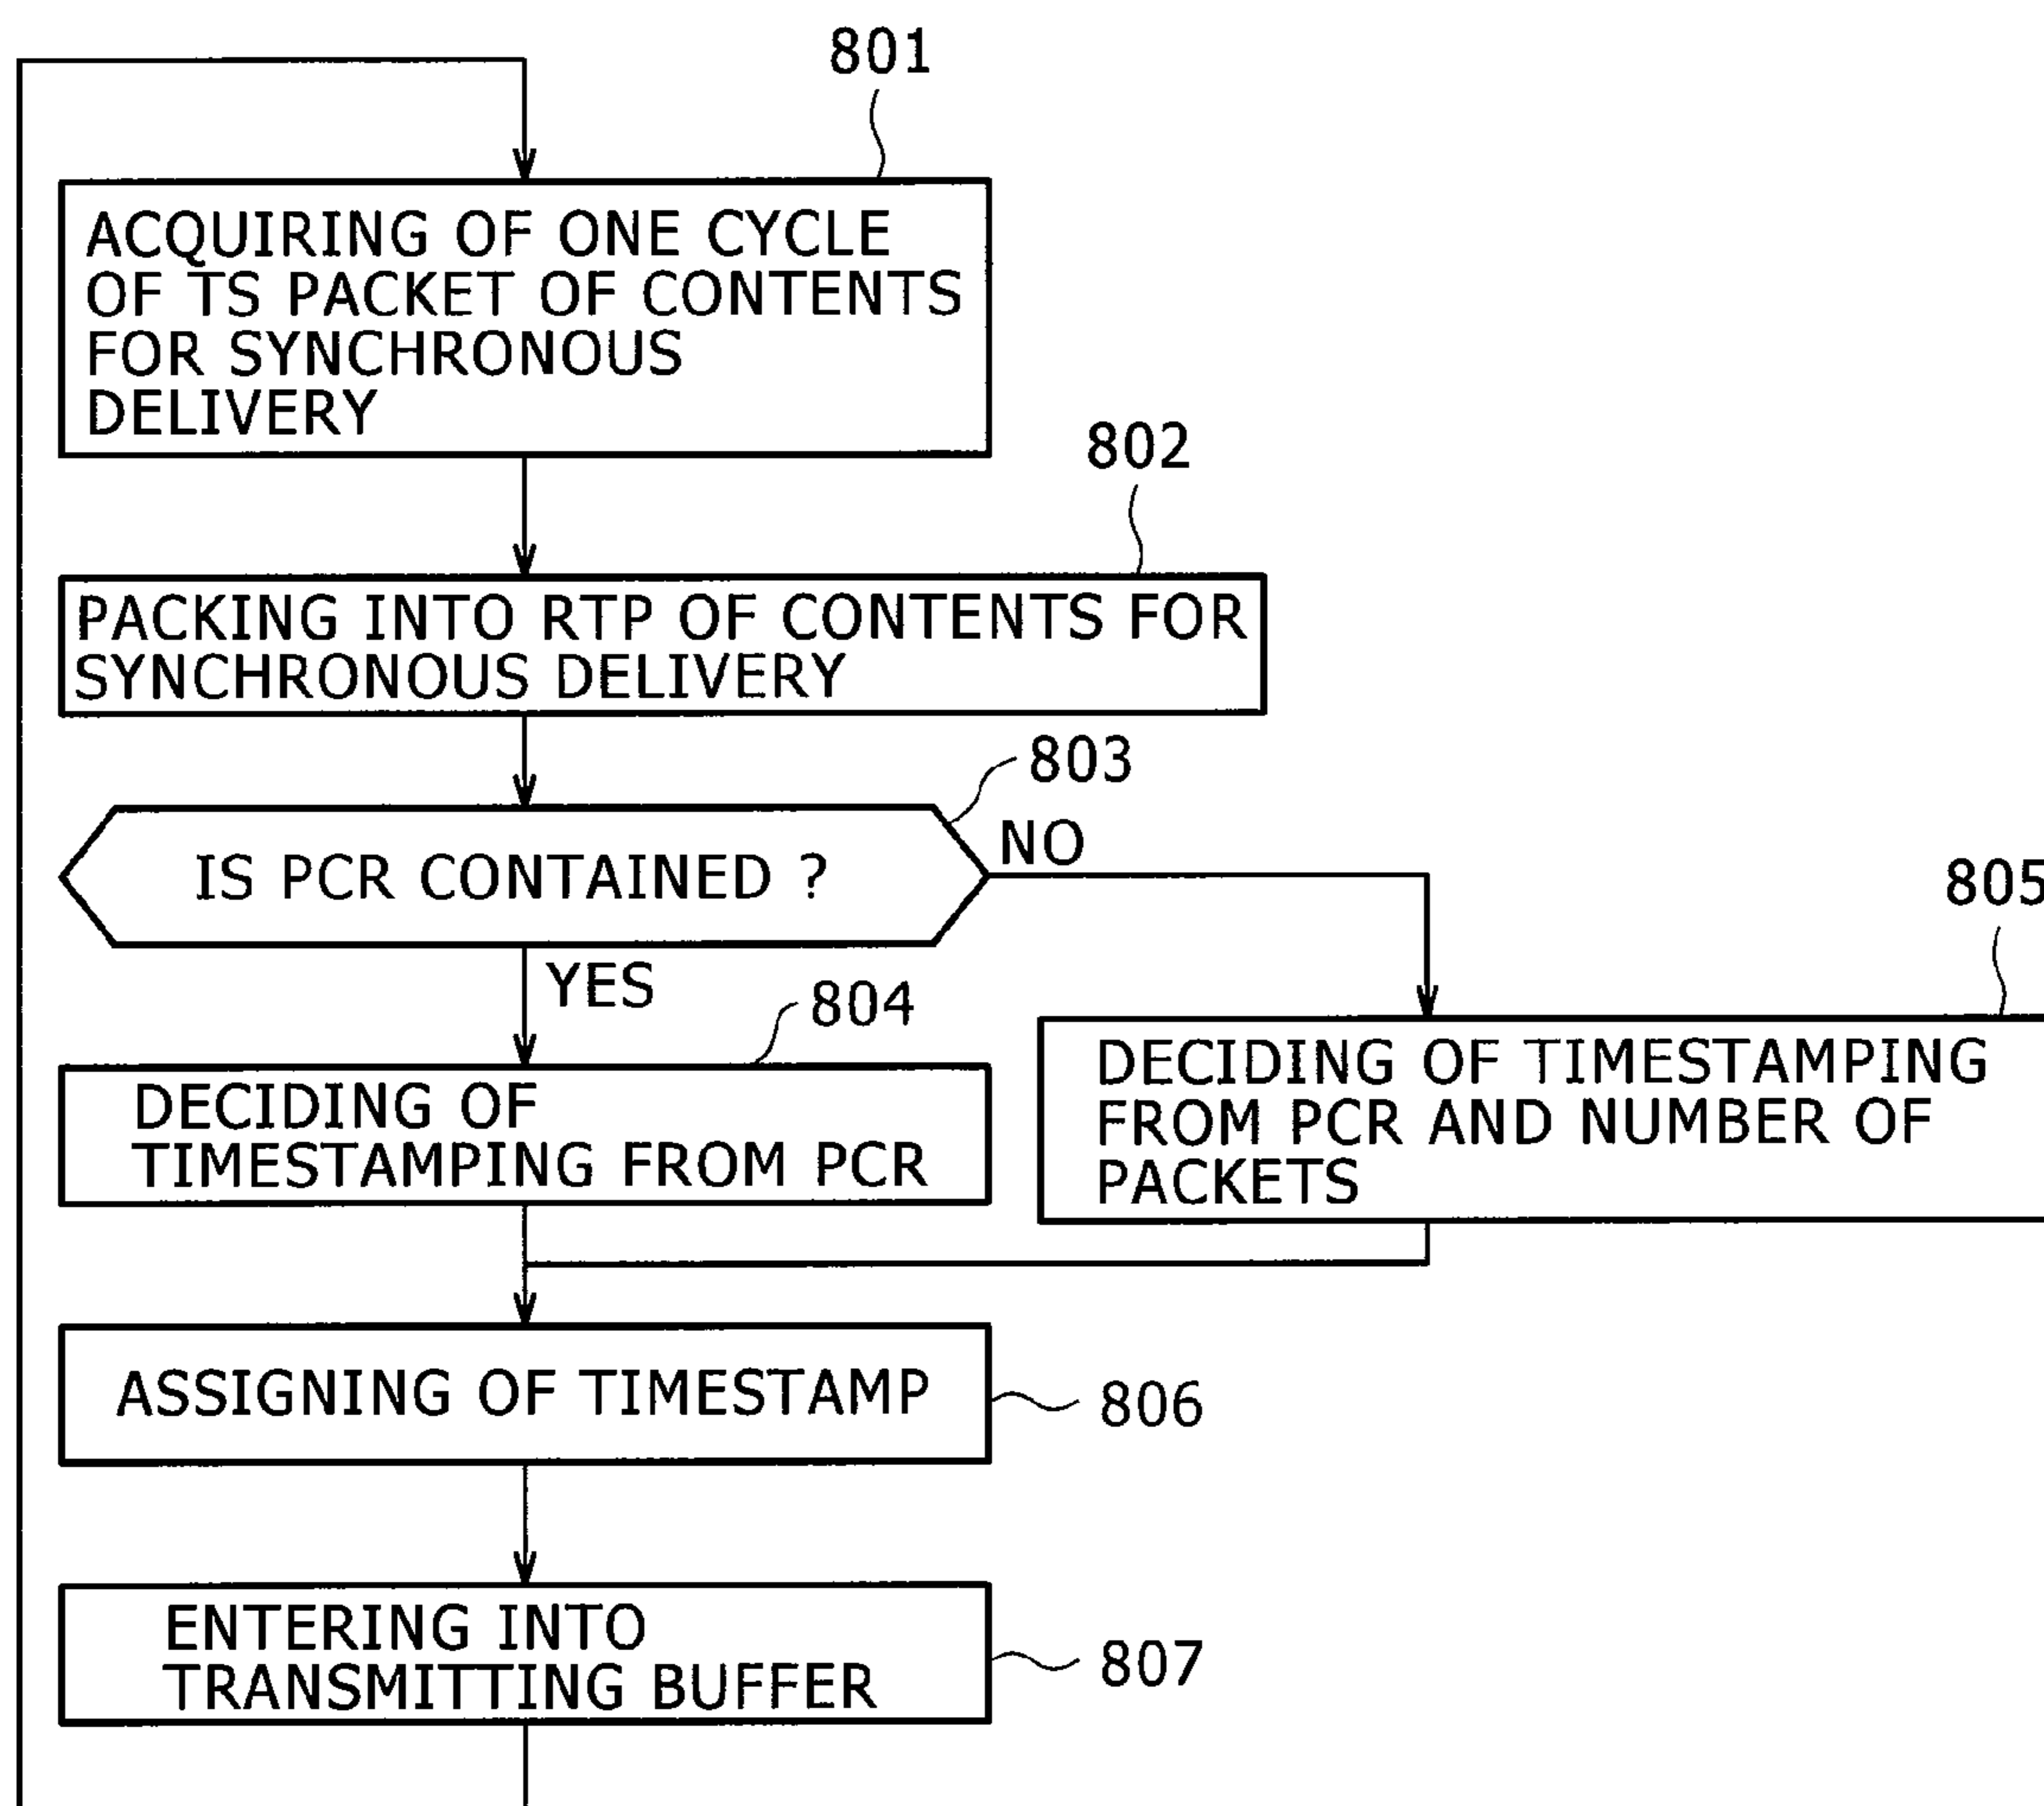 801
ACQUIRING OF ONE CYCLE
OF TS PACKET OF CONTENTS
FOR SYNCHRONOUS
DELIVERY
802
PACKING INTO RTP OF CONTENTS FOR
SYNCHRONOUS DELIVERY
803
IS PCR CONTAINED ?
NO
YES
804
DECIDING OF
TIMESTAMPING FROM PCR
805
DECIDING OF TIMESTAMPING
FROM PCR AND NUMBER OF
PACKETS
ASSIGNING OF TIMESTAMP
806
ENTERING INTO
TRANSMITTING BUFFER
807